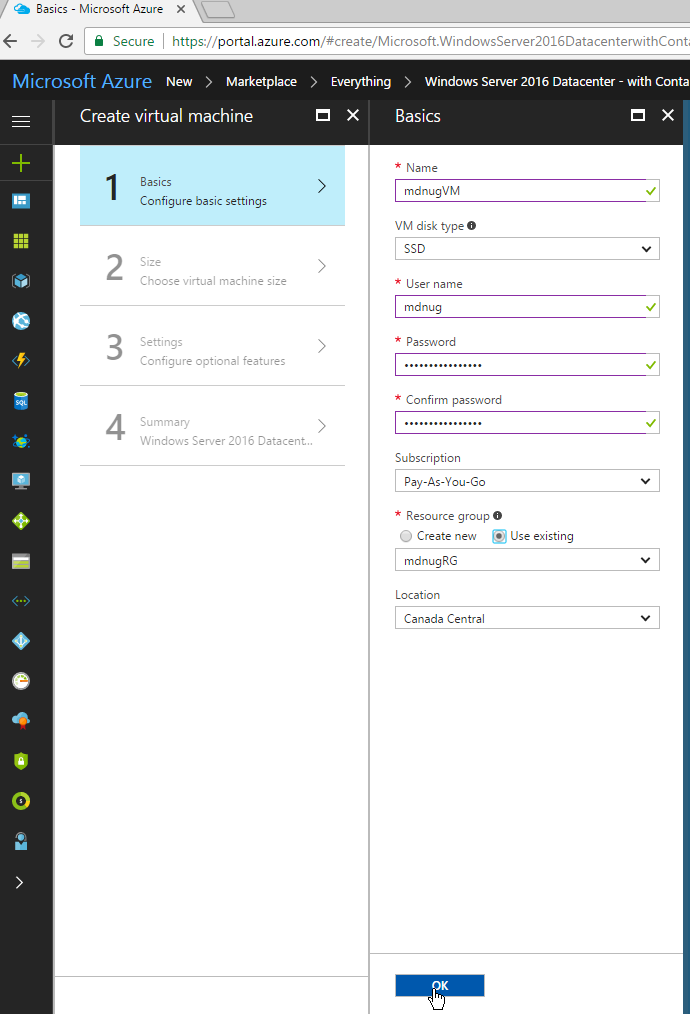 Basics - Microsoft Azure
Secure https://portal.azure.com/#create/Microsoft.WindowsServer2016DatacenterwithConta
Microsoft Azure New Marketplace Everything Windows Server 2016 Datacenter - with Conta
Create virtual machine
1 Basics
Configure basic settings
2 Size
Choose virtual machine size
3 Settings
Configure optional features
4 Summary
Windows Server 2016 Datacent...
SQL
Basics
* Name
mdnugVM
VM disk type
SSD
* User name
mdnug
* Password
••••••••••••••••
* Confirm password
••••••••••••••••
Subscription
Pay-As-You-Go
* Resource group
Create new Use existing
mdnugRG
Location
Canada Central
OK